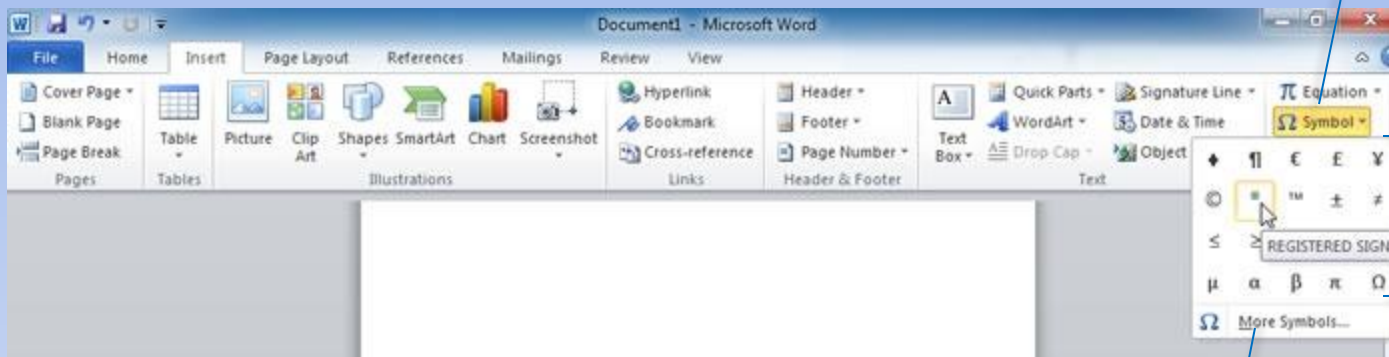 W Document1 - Microsoft Word
File Home Insert Page Layout References Mailings Review View
Cover Page Hyperlink Header Quick Parts Signature Line π Equation
Blank Page Bookmark Footer A WordArt Date & Time Ω Symbol
Page Break Table Picture Clip Art Shapes SmartArt Chart Screenshot Cross-reference Page Number Text Box Drop Cap Object
Pages Tables Illustrations Links Header & Footer Text
♦ ¶ € £ ¥
© ® ™ ± ≠
≤ ≥ REGISTERED SIGN
µ α β π Ω
Ω More Symbols...